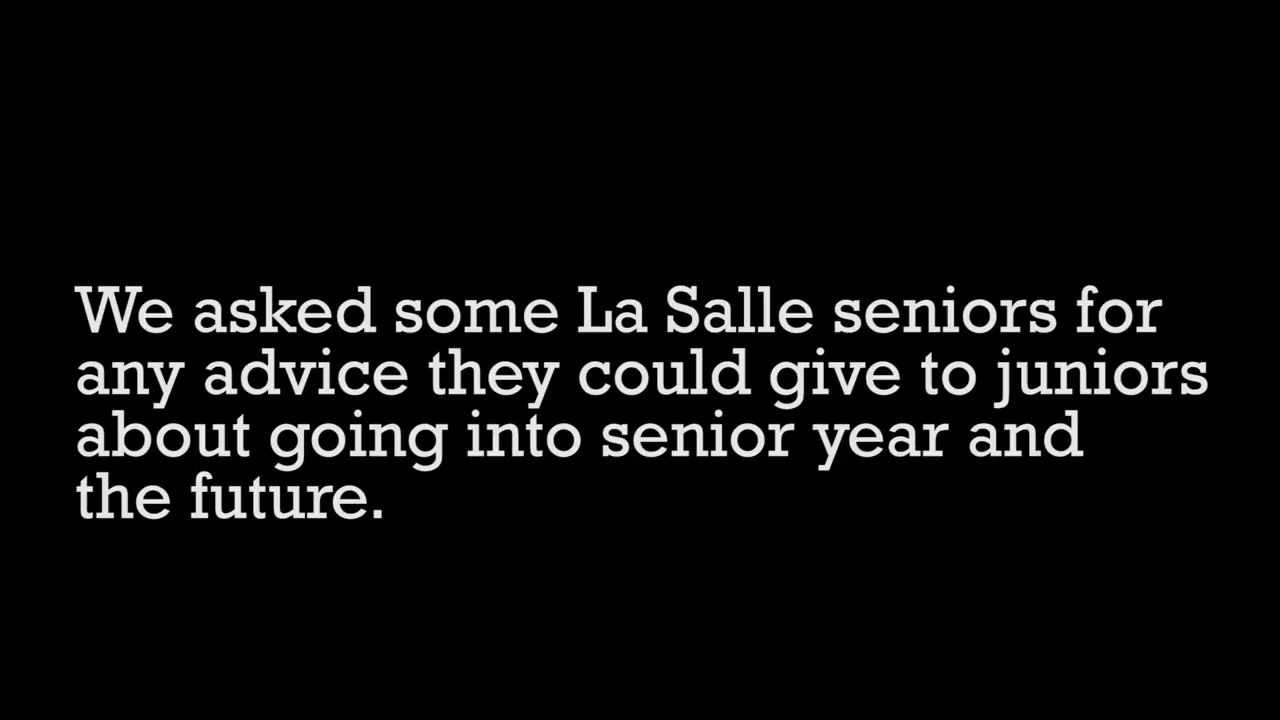 We asked some La Salle seniors for
any advice they could give to juniors
about going into senior year and
the future.